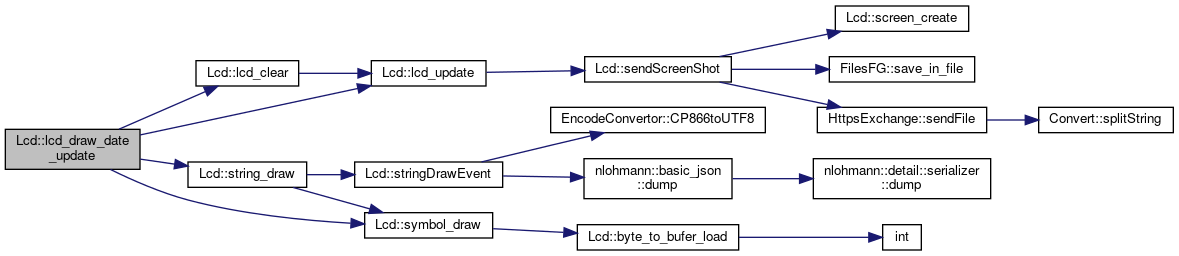 Lcd::lcd_draw_date
_update
Lcd::lcd_clear
Lcd::lcd_update
Lcd::sendScreenShot
Lcd::screen_create
FilesFG::save_in_file
HttpsExchange::sendFile
Convert::splitString
Lcd::string_draw
Lcd::stringDrawEvent
EncodeConvertor::CP866toUTF8
nlohmann::basic_json
::dump
nlohmann::detail::serializer
::dump
Lcd::symbol_draw
Lcd::byte_to_bufer_load
int